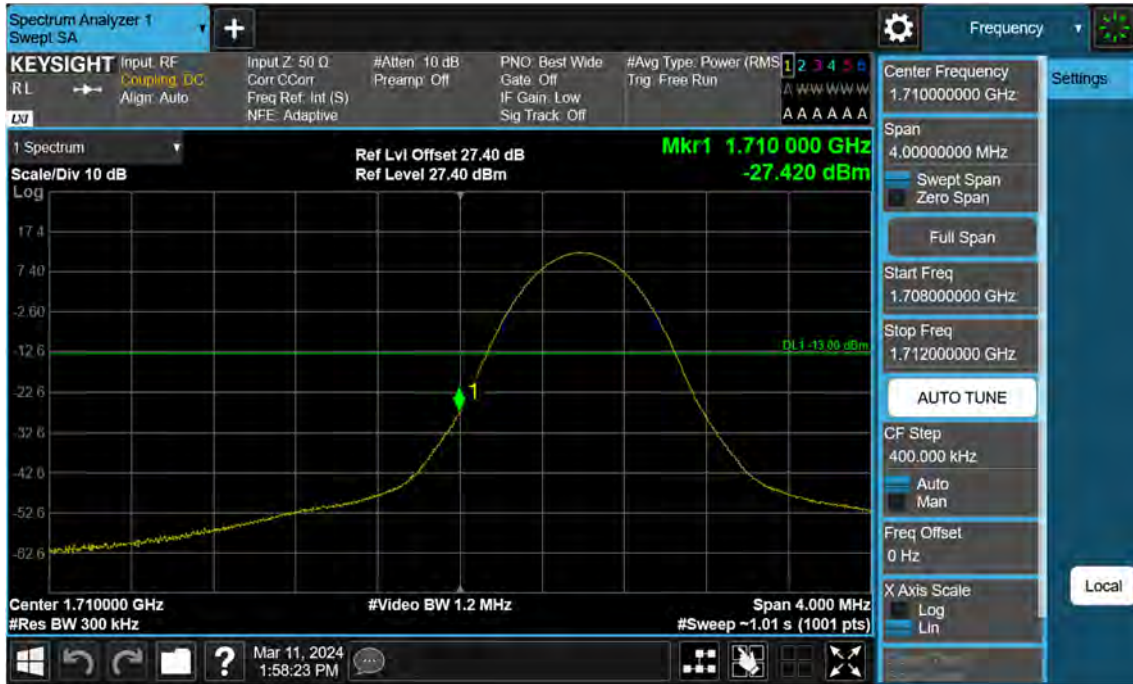 Spectrum Analyzer 1
Swept SA
+
Frequency
KEYSIGHT
RL
LXI
Input: RF
Coupling: DC
Align: Auto
Input Z: 50 Ω
Corr CCorr
Freq Ref: Int (S)
NFE: Adaptive
#Atten: 10 dB
Preamp: Off
PNO: Best Wide
Gate: Off
IF Gain: Low
Sig Track: Off
#Avg Type: Power (RMS
Trig: Free Run
1 2 3 4 5 6
A W W W W W
A A A A A A
1 Spectrum
Scale/Div 10 dB
Ref Lvl Offset 27.40 dB
Ref Level 27.40 dBm
Mkr1 1.710 000 GHz
-27.420 dBm
Log
17.4
7.40
-2.60
-12.6
-22.6
-32.6
-42.6
-52.6
-62.6
DL1 -13.00 dBm
1
Center 1.710000 GHz
#Video BW 1.2 MHz
Span 4.000 MHz
#Res BW 300 kHz
#Sweep ~1.01 s (1001 pts)
Center Frequency
1.710000000 GHz
Span
4.00000000 MHz
Swept Span
Zero Span
Full Span
Start Freq
1.708000000 GHz
Stop Freq
1.712000000 GHz
AUTO TUNE
CF Step
400.000 kHz
Auto
Man
Freq Offset
0 Hz
X Axis Scale
Log
Lin
Settings
Local
?
Mar 11, 2024
1:58:23 PM